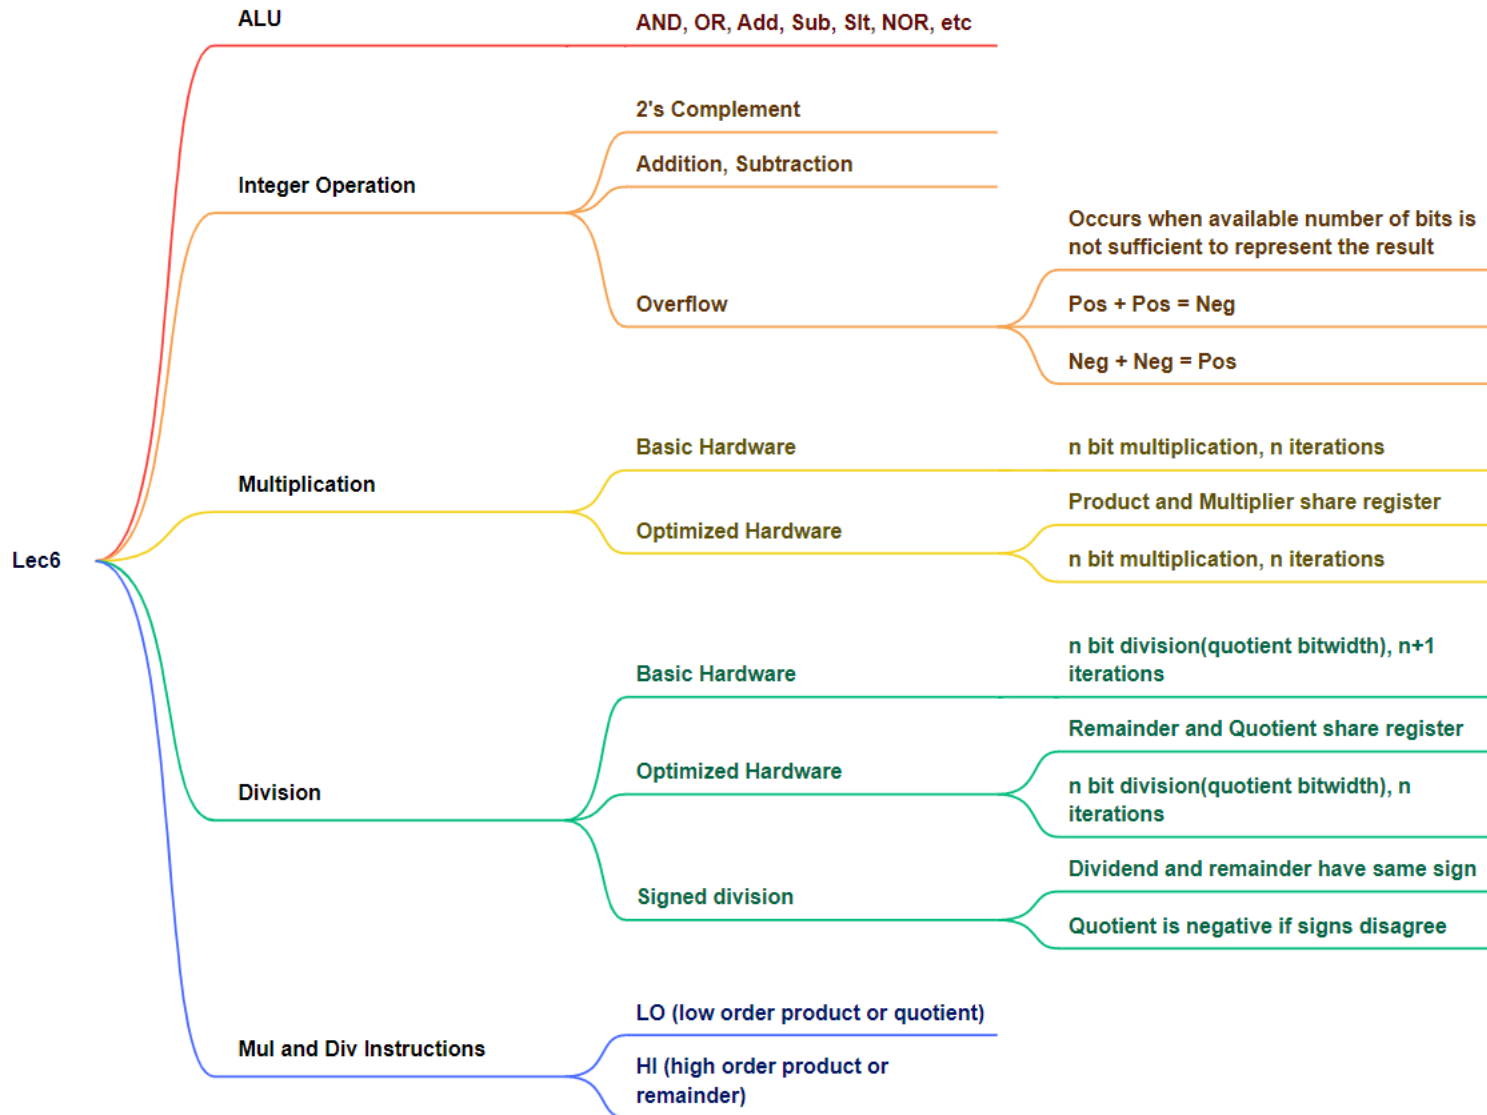 ALU
AND, OR, Add, Sub, Slt, NOR, etc
Integer Operation
2's Complement
Addition, Subtraction
Overflow
Occurs when available number of bits is
not sufficient to represent the result
Pos + Pos = Neg
Neg + Neg = Pos
Lec6
Multiplication
Basic Hardware
n bit multiplication, n iterations
Optimized Hardware
Product and Multiplier share register
n bit multiplication, n iterations
Division
Basic Hardware
n bit division(quotient bitwidth), n+1
iterations
Optimized Hardware
Remainder and Quotient share register
n bit division(quotient bitwidth), n
iterations
Signed division
Dividend and remainder have same sign
Quotient is negative if signs disagree
Mul and Div Instructions
LO (low order product or quotient)
HI (high order product or
remainder)